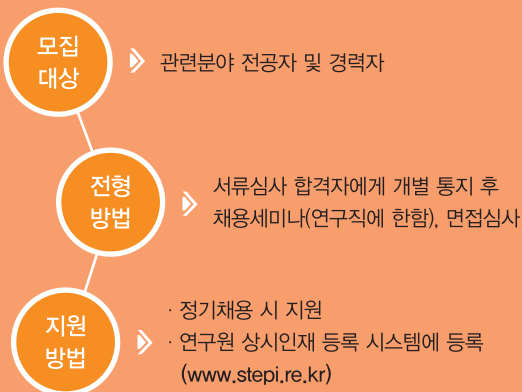 모집
대상
관련분야 전공자 및 경력자
전형
방법
서류심사 합격자에게 개별 통지 후
채용세미나(연구직에 한함), 면접심사
지원
방법
· 정기채용 시 지원
· 연구원 상시인재 등록 시스템에 등록
(www.stepi.re.kr)